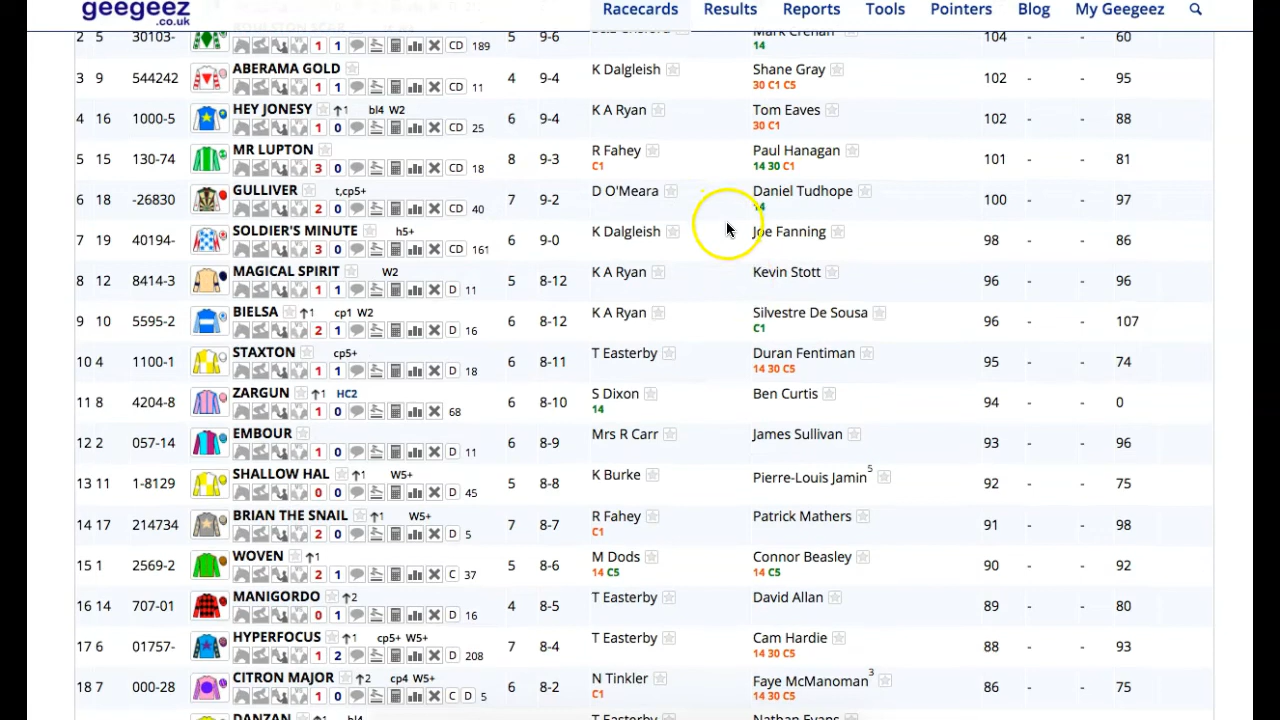 geegeez
.co.uk
Racecards Results Reports Tools Pointers Blog My Geegeez
2 5 30103- 1 1 CD 189 5 9-6 14 104 - - 60
3 9 544242 ABERAMA GOLD 1 1 CD 11 4 9-4 K Dalgleish Shane Gray 30 C1 C5 102 - - 95
4 16 1000-5 HEY JONESY ↑1 bl4 W2 1 0 CD 25 6 9-4 K A Ryan Tom Eaves 30 C1 102 - - 88
5 15 130-74 MR LUPTON 3 0 CD 18 8 9-3 R Fahey C1 Paul Hanagan 14 30 C1 101 - - 81
6 18 -26830 GULLIVER t,cp5+ 2 0 CD 40 7 9-2 D O'Meara Daniel Tudhope 14 100 - - 97
7 19 40194- SOLDIER'S MINUTE h5+ 3 0 CD 161 6 9-0 K Dalgleish Joe Fanning 98 - - 86
8 12 8414-3 MAGICAL SPIRIT W2 1 1 D 11 5 8-12 K A Ryan Kevin Stott 96 - - 96
9 10 5595-2 BIELSA ↑1 cp1 W2 2 1 D 16 6 8-12 K A Ryan Silvestre De Sousa C1 96 - - 107
10 4 1100-1 STAXTON cp5+ 1 1 D 18 6 8-11 T Easterby Duran Fentiman 14 30 C5 95 - - 74
11 8 4204-8 ZARGUN ↑1 HC2 1 0 68 6 8-10 S Dixon 14 Ben Curtis 94 - - 0
12 2 057-14 EMBOUR 1 0 D 11 6 8-9 Mrs R Carr James Sullivan 93 - - 96
13 11 1-8129 SHALLOW HAL ↑1 W5+ 0 0 D 45 5 8-8 K Burke Pierre-Louis Jamin 5 92 - - 75
14 17 214734 BRIAN THE SNAIL ↑1 W5+ 2 0 D 5 7 8-7 R Fahey C1 Patrick Mathers 91 - - 98
15 1 2569-2 WOVEN ↑1 2 1 C 37 5 8-6 M Dods 14 C5 Connor Beasley 14 C5 90 - - 92
16 14 707-01 MANIGORDO ↑2 0 1 D 16 4 8-5 T Easterby David Allan 89 - - 80
17 6 01757- HYPERFOCUS ↑1 cp5+ W5+ 1 2 D 208 7 8-4 T Easterby Cam Hardie 14 30 C5 88 - - 93
18 7 000-28 CITRON MAJOR ↑2 cp4 W5+ 1 0 C D 5 6 8-2 N Tinkler C1 Faye McManoman 3 14 30 C5 86 - - 75
DANZAN ↑1 bl4 T Easterby Nathan Evans